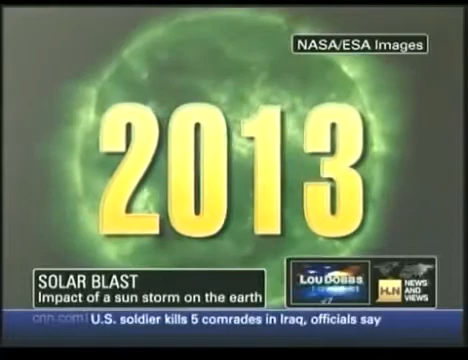 NASA/ESA Images
2013
SOLAR BLAST
Impact of a sun storm on the earth
LOU DOBBS
HLN
NEWS
AND
VIEWS
cnn.com
U.S. soldier kills 5 comrades in Iraq, officials say